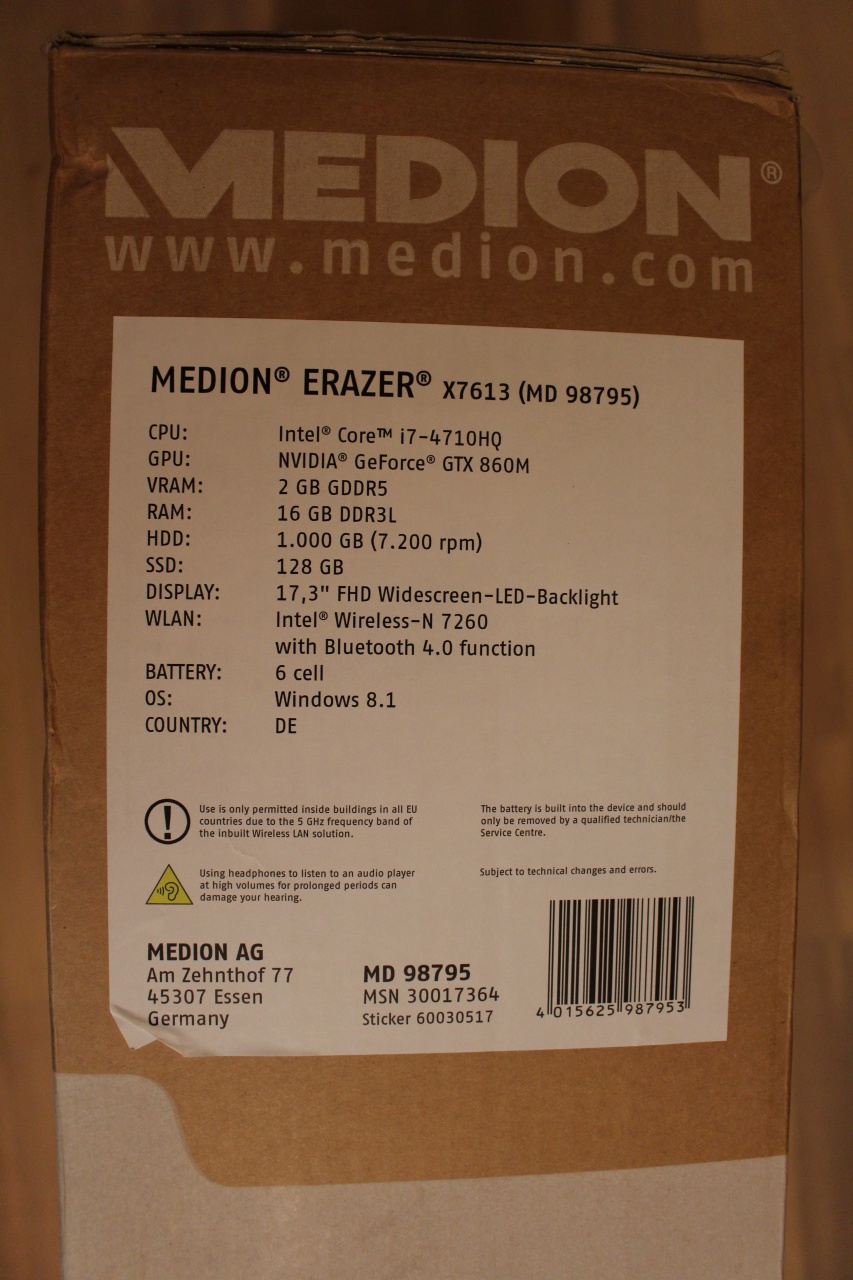 MEDION®
www.medion.com
MEDION® ERAZER® X7613 (MD 98795)
CPU: Intel® Core™ i7-4710HQ
GPU: NVIDIA® GeForce® GTX 860M
VRAM: 2 GB GDDR5
RAM: 16 GB DDR3L
HDD: 1.000 GB (7.200 rpm)
SSD: 128 GB
DISPLAY: 17,3" FHD Widescreen-LED-Backlight
WLAN: Intel® Wireless-N 7260
with Bluetooth 4.0 function
BATTERY: 6 cell
OS: Windows 8.1
COUNTRY: DE
Use is only permitted inside buildings in all EU
countries due to the 5 GHz frequency band of
the inbuilt Wireless LAN solution.
The battery is built into the device and should
only be removed by a qualified technician/the
Service Centre.
Using headphones to listen to an audio player
at high volumes for prolonged periods can
damage your hearing.
Subject to technical changes and errors.
MEDION AG
Am Zehnthof 77
45307 Essen
Germany
MD 98795
MSN 30017364
Sticker 60030517
4 015625 987953